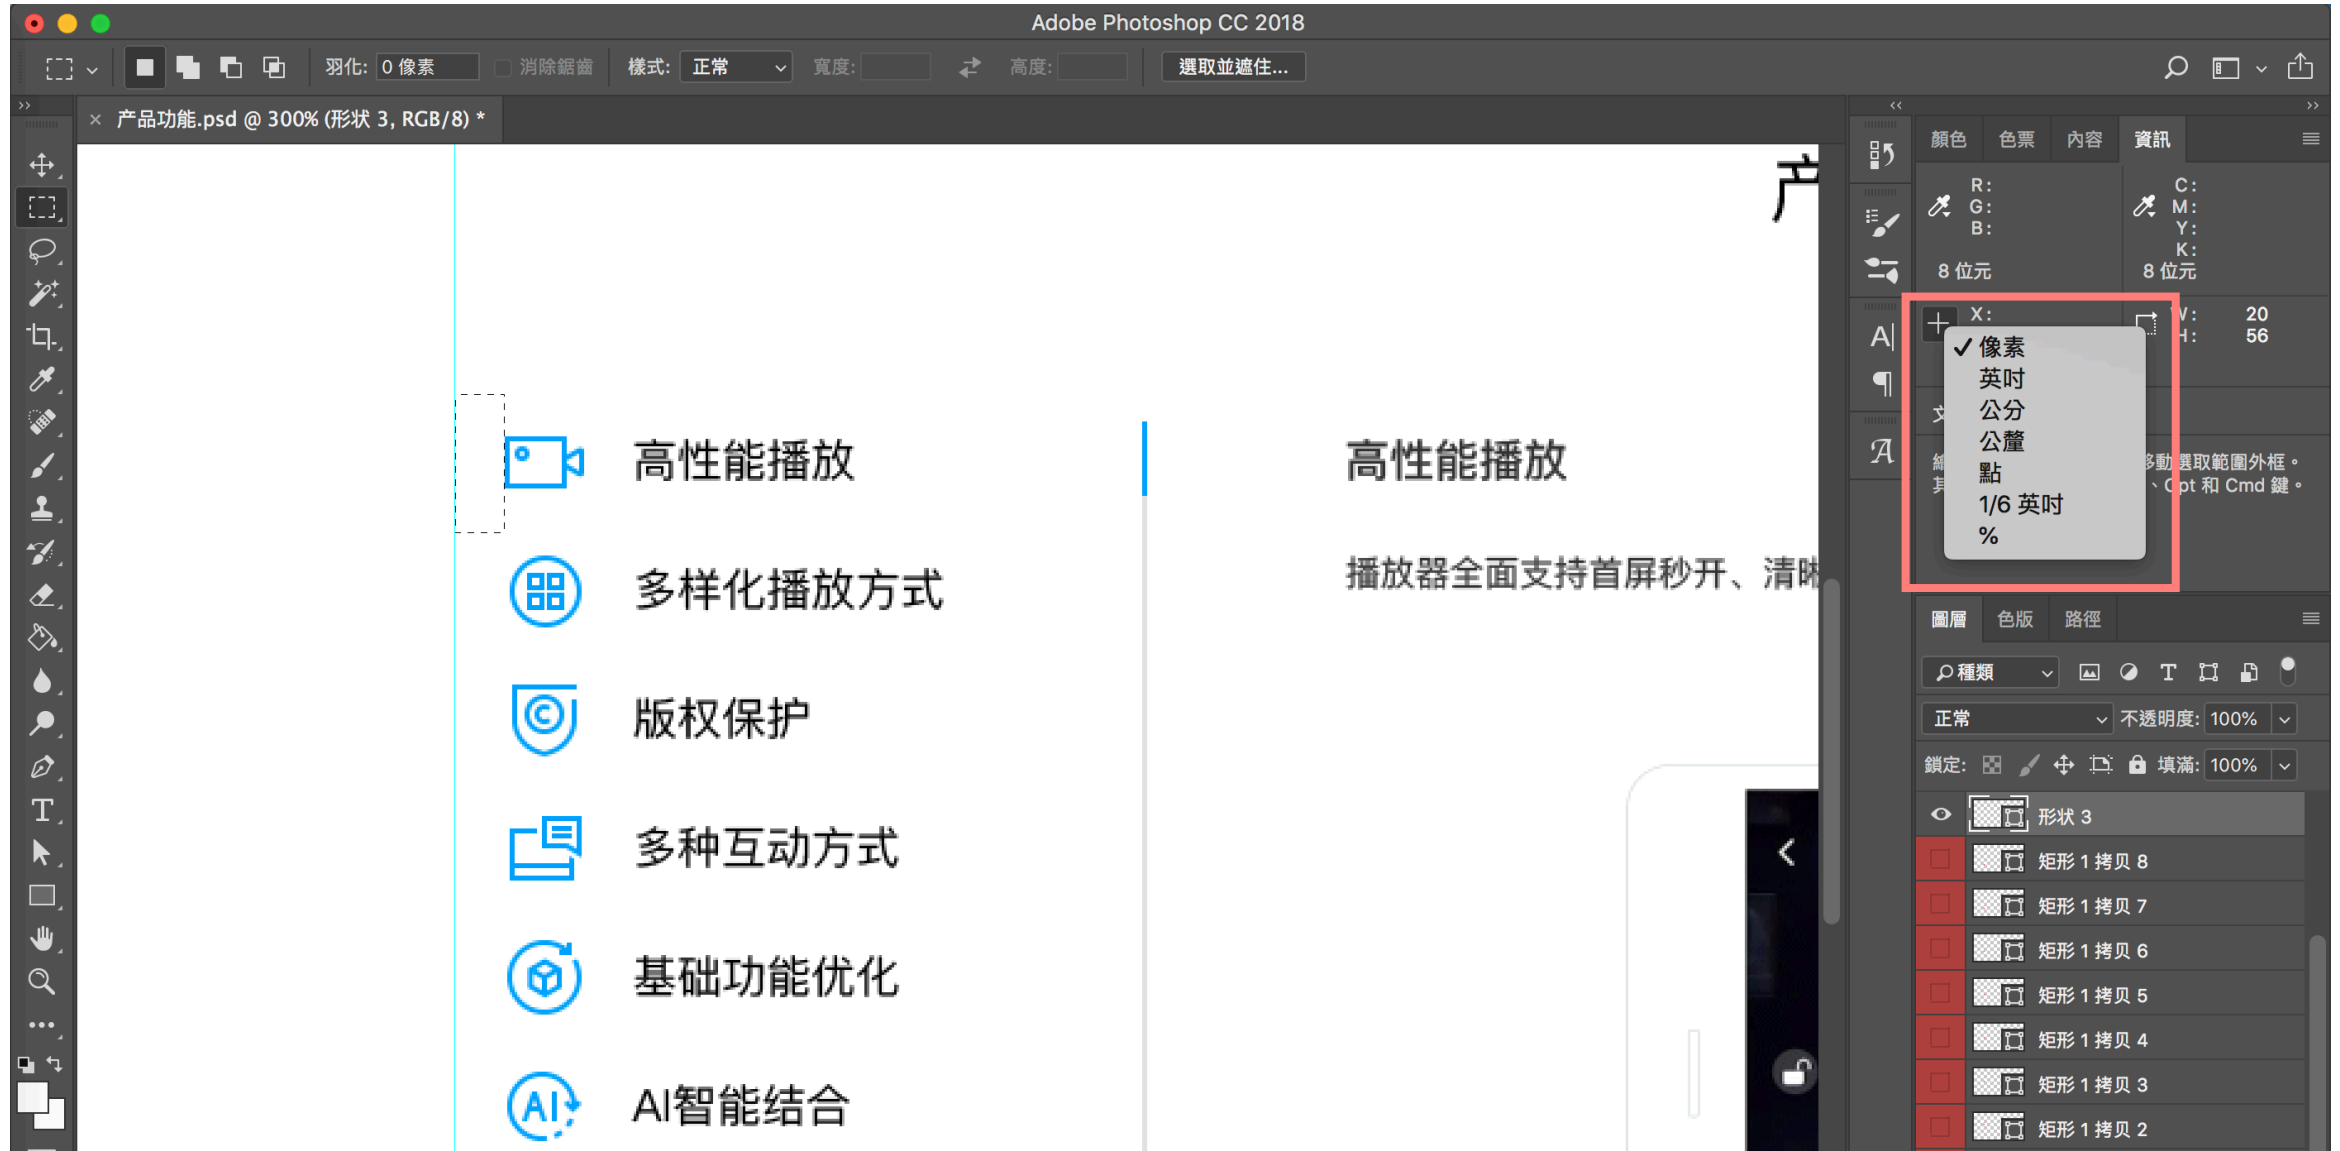 Adobe Photoshop CC 2018
羽化: 0 像素 消除鋸齒 樣式: 正常 寬度: 高度: 選取並遮住...
产品功能.psd @ 300% (形状 3, RGB/8) *
顏色 色票 內容 資訊
R: C:
G: M:
B: Y:
K:
8 位元 8 位元
X: W: 20
H: 56
像素
英吋
公分
公釐
點
1/6 英吋
%
文
移動選取範圍外框。
其 、Opt 和 Cmd 鍵。
产
高性能播放
多样化播放方式
版权保护
多种互动方式
基础功能优化
AI智能结合
高性能播放
播放器全面支持首屏秒开、清晰
圖層 色版 路徑
種類
正常 不透明度: 100%
鎖定: 填滿: 100%
形状 3
矩形 1 拷贝 8
矩形 1 拷贝 7
矩形 1 拷贝 6
矩形 1 拷贝 5
矩形 1 拷贝 4
矩形 1 拷贝 3
矩形 1 拷贝 2